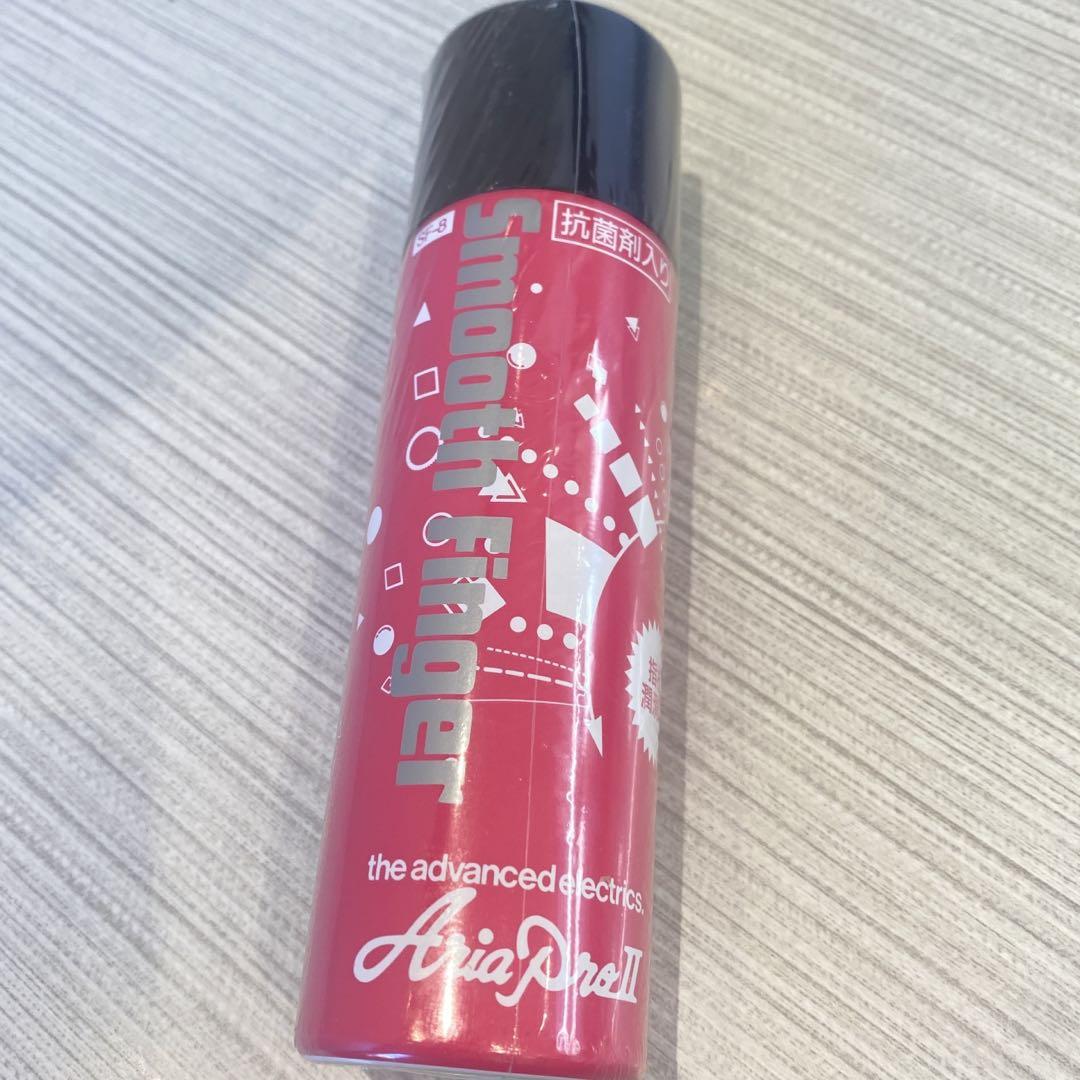 SF-8
抗菌剤入り
Smooth Finger
the advanced electrics.
Aria Pro II